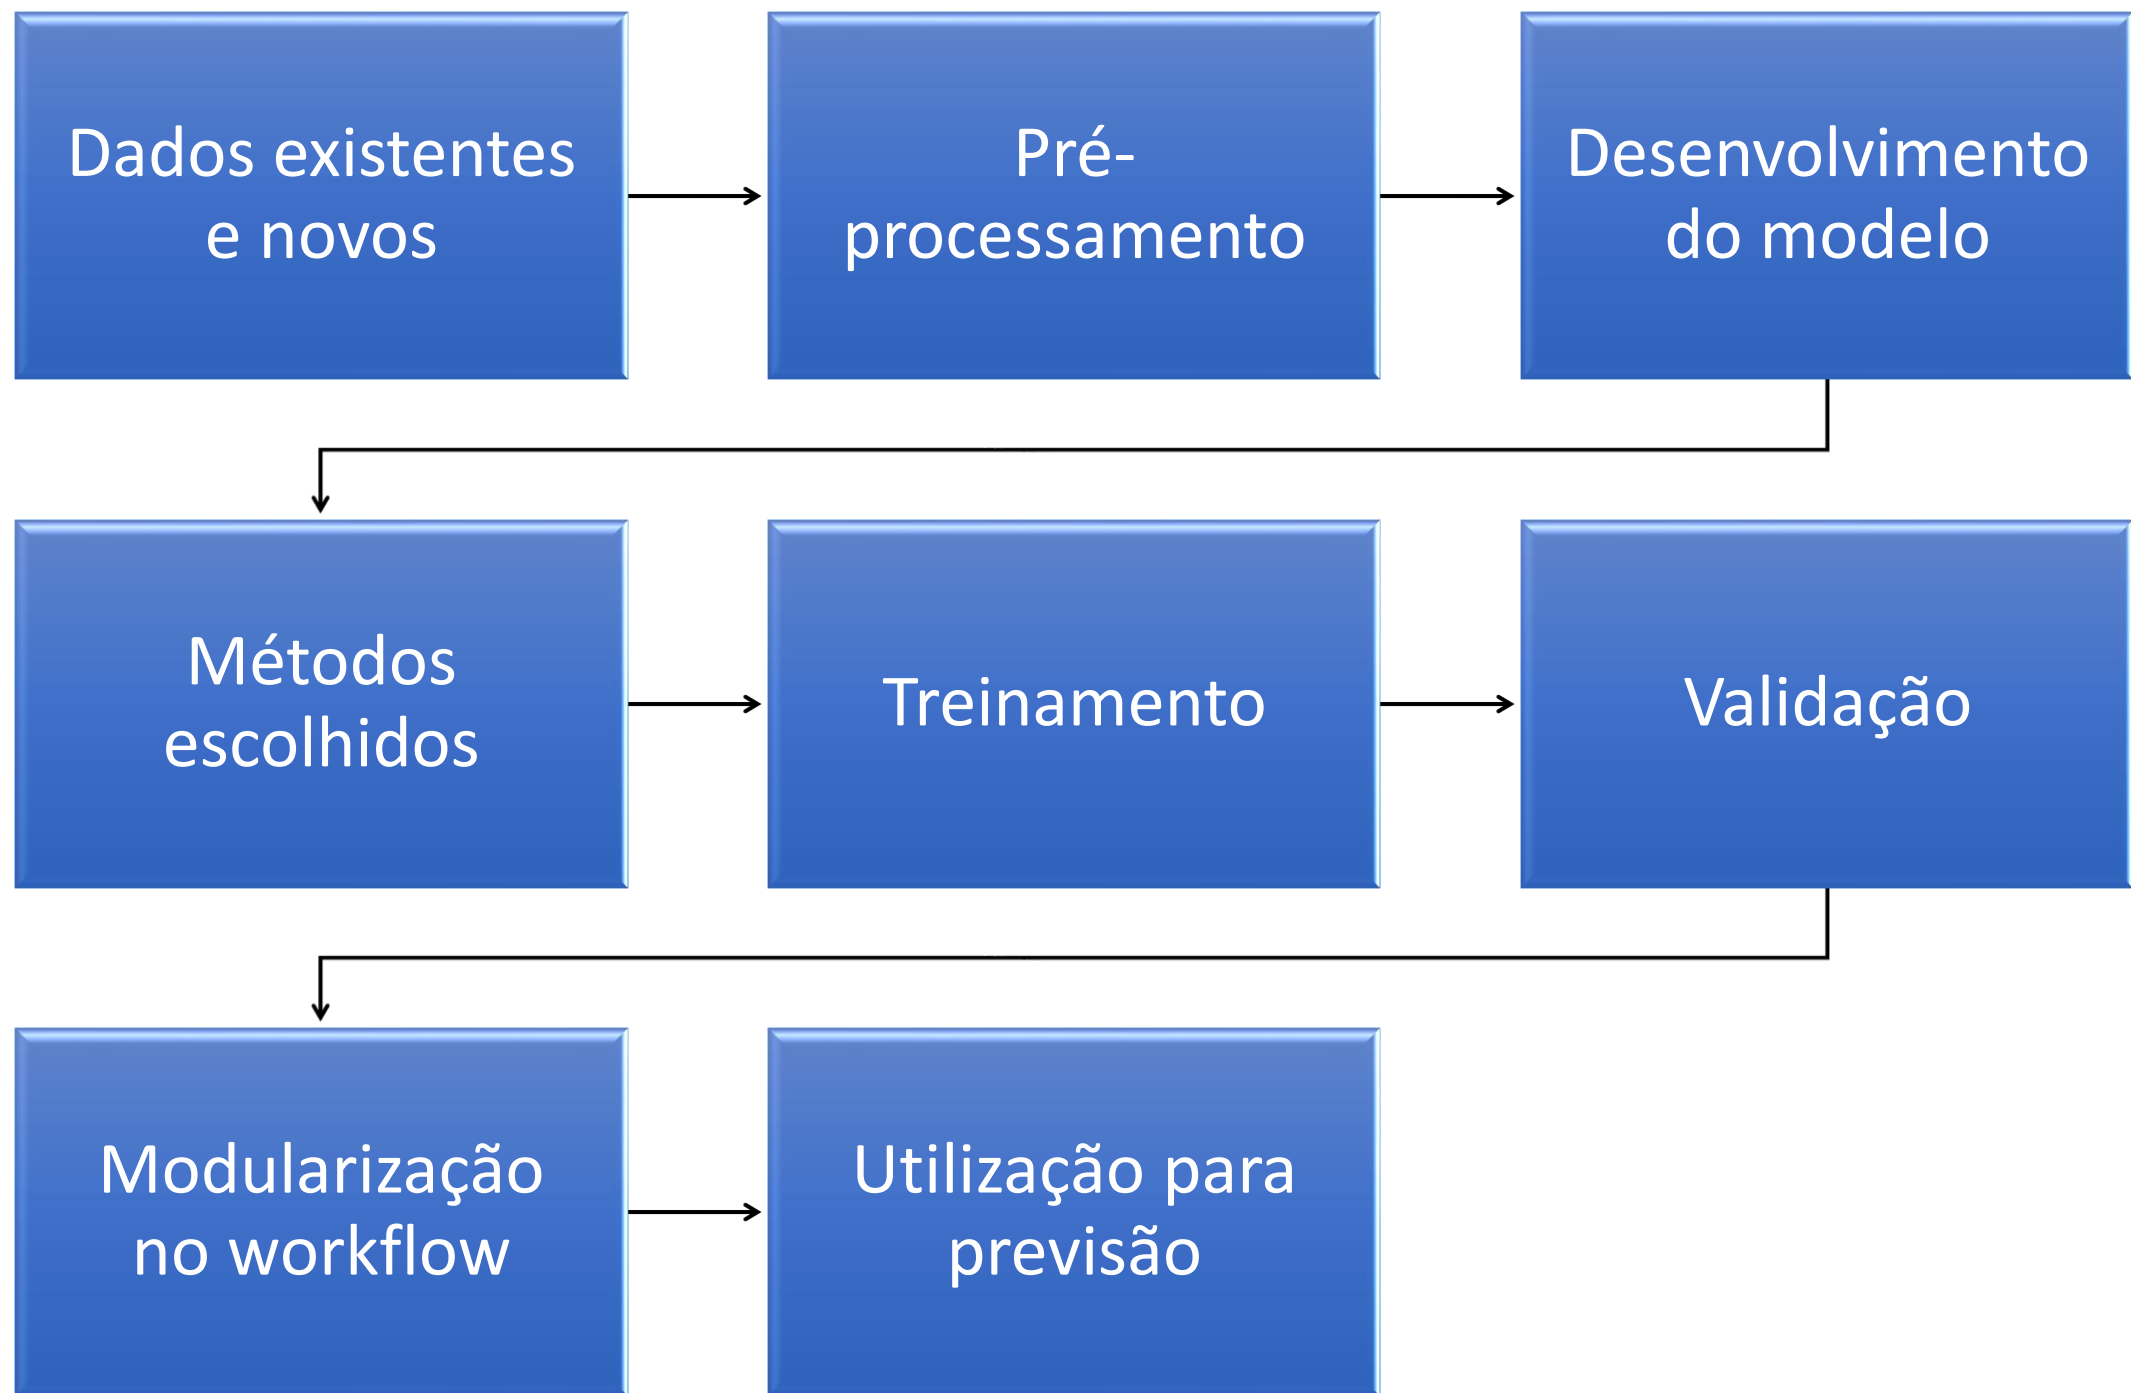 Dados existentes
e novos
Pré-
processamento
Desenvolvimento
do modelo
Métodos
escolhidos
Treinamento
Validação
Modularização
no workflow
Utilização para
previsão